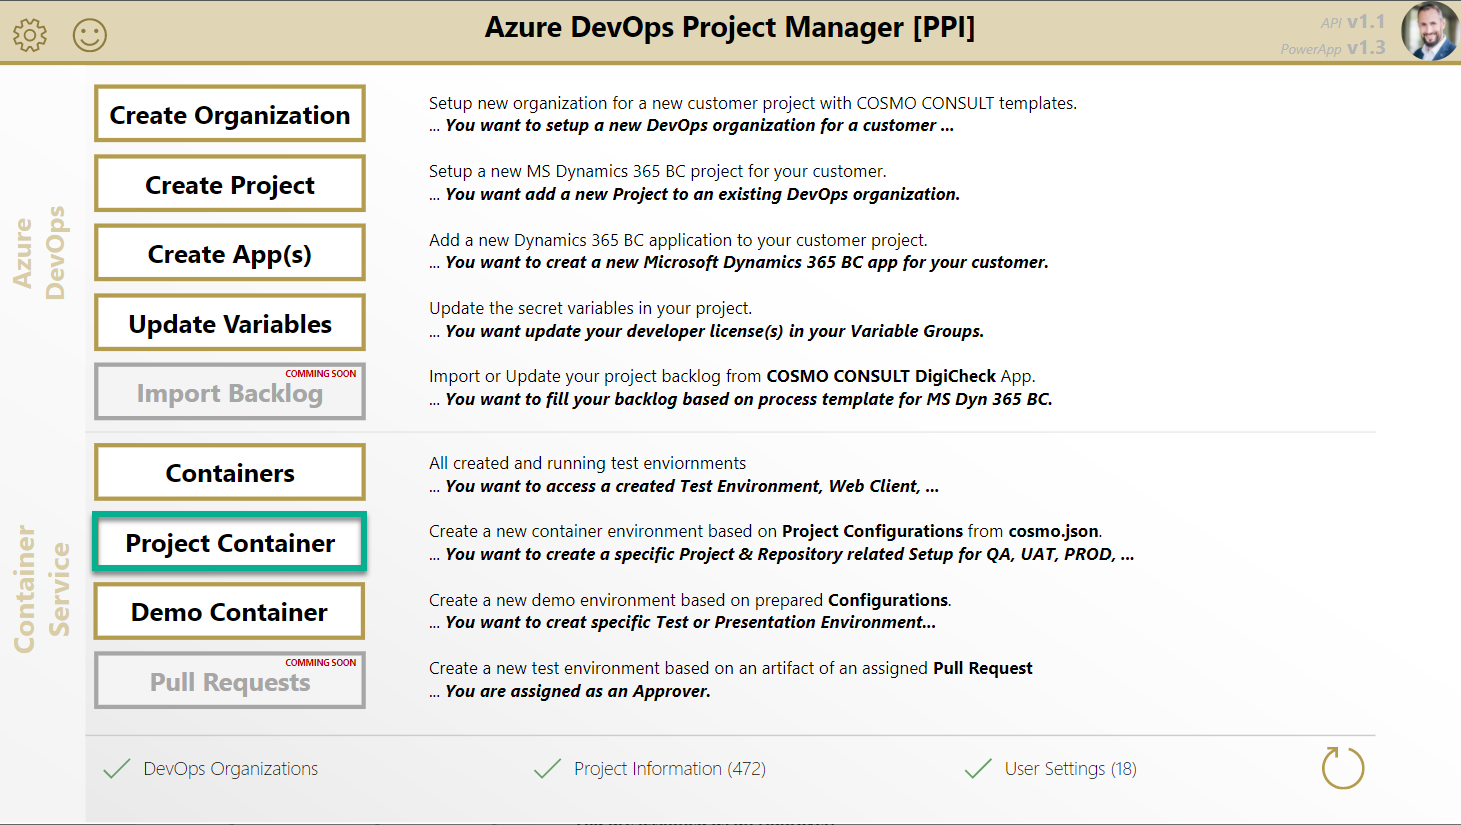 Azure DevOps Project Manager [PPI]
API v1.1
PowerApp v1.3
Azure
DevOps
Create Organization
Setup new organization for a new customer project with COSMO CONSULT templates.
... You want to setup a new DevOps organization for a customer ...
Create Project
Setup a new MS Dynamics 365 BC project for your customer.
... You want add a new Project to an existing DevOps organization.
Create App(s)
Add a new Dynamics 365 BC application to your customer project.
... You want to creat a new Microsoft Dynamics 365 BC app for your customer.
Update Variables
Update the secret variables in your project.
... You want update your developer license(s) in your Variable Groups.
COMMING SOON
Import Backlog
Import or Update your project backlog from COSMO CONSULT DigiCheck App.
... You want to fill your backlog based on process template for MS Dyn 365 BC.
Container
Service
Containers
All created and running test enviornments
... You want to access a created Test Environment, Web Client, ...
Project Container
Create a new container environment based on Project Configurations from cosmo.json.
... You want to create a specific Project & Repository related Setup for QA, UAT, PROD, ...
Demo Container
Create a new demo environment based on prepared Configurations.
... You want to creat specific Test or Presentation Environment...
COMMING SOON
Pull Requests
Create a new test environment based on an artifact of an assigned Pull Request
... You are assigned as an Approver.
DevOps Organizations
Project Information (472)
User Settings (18)